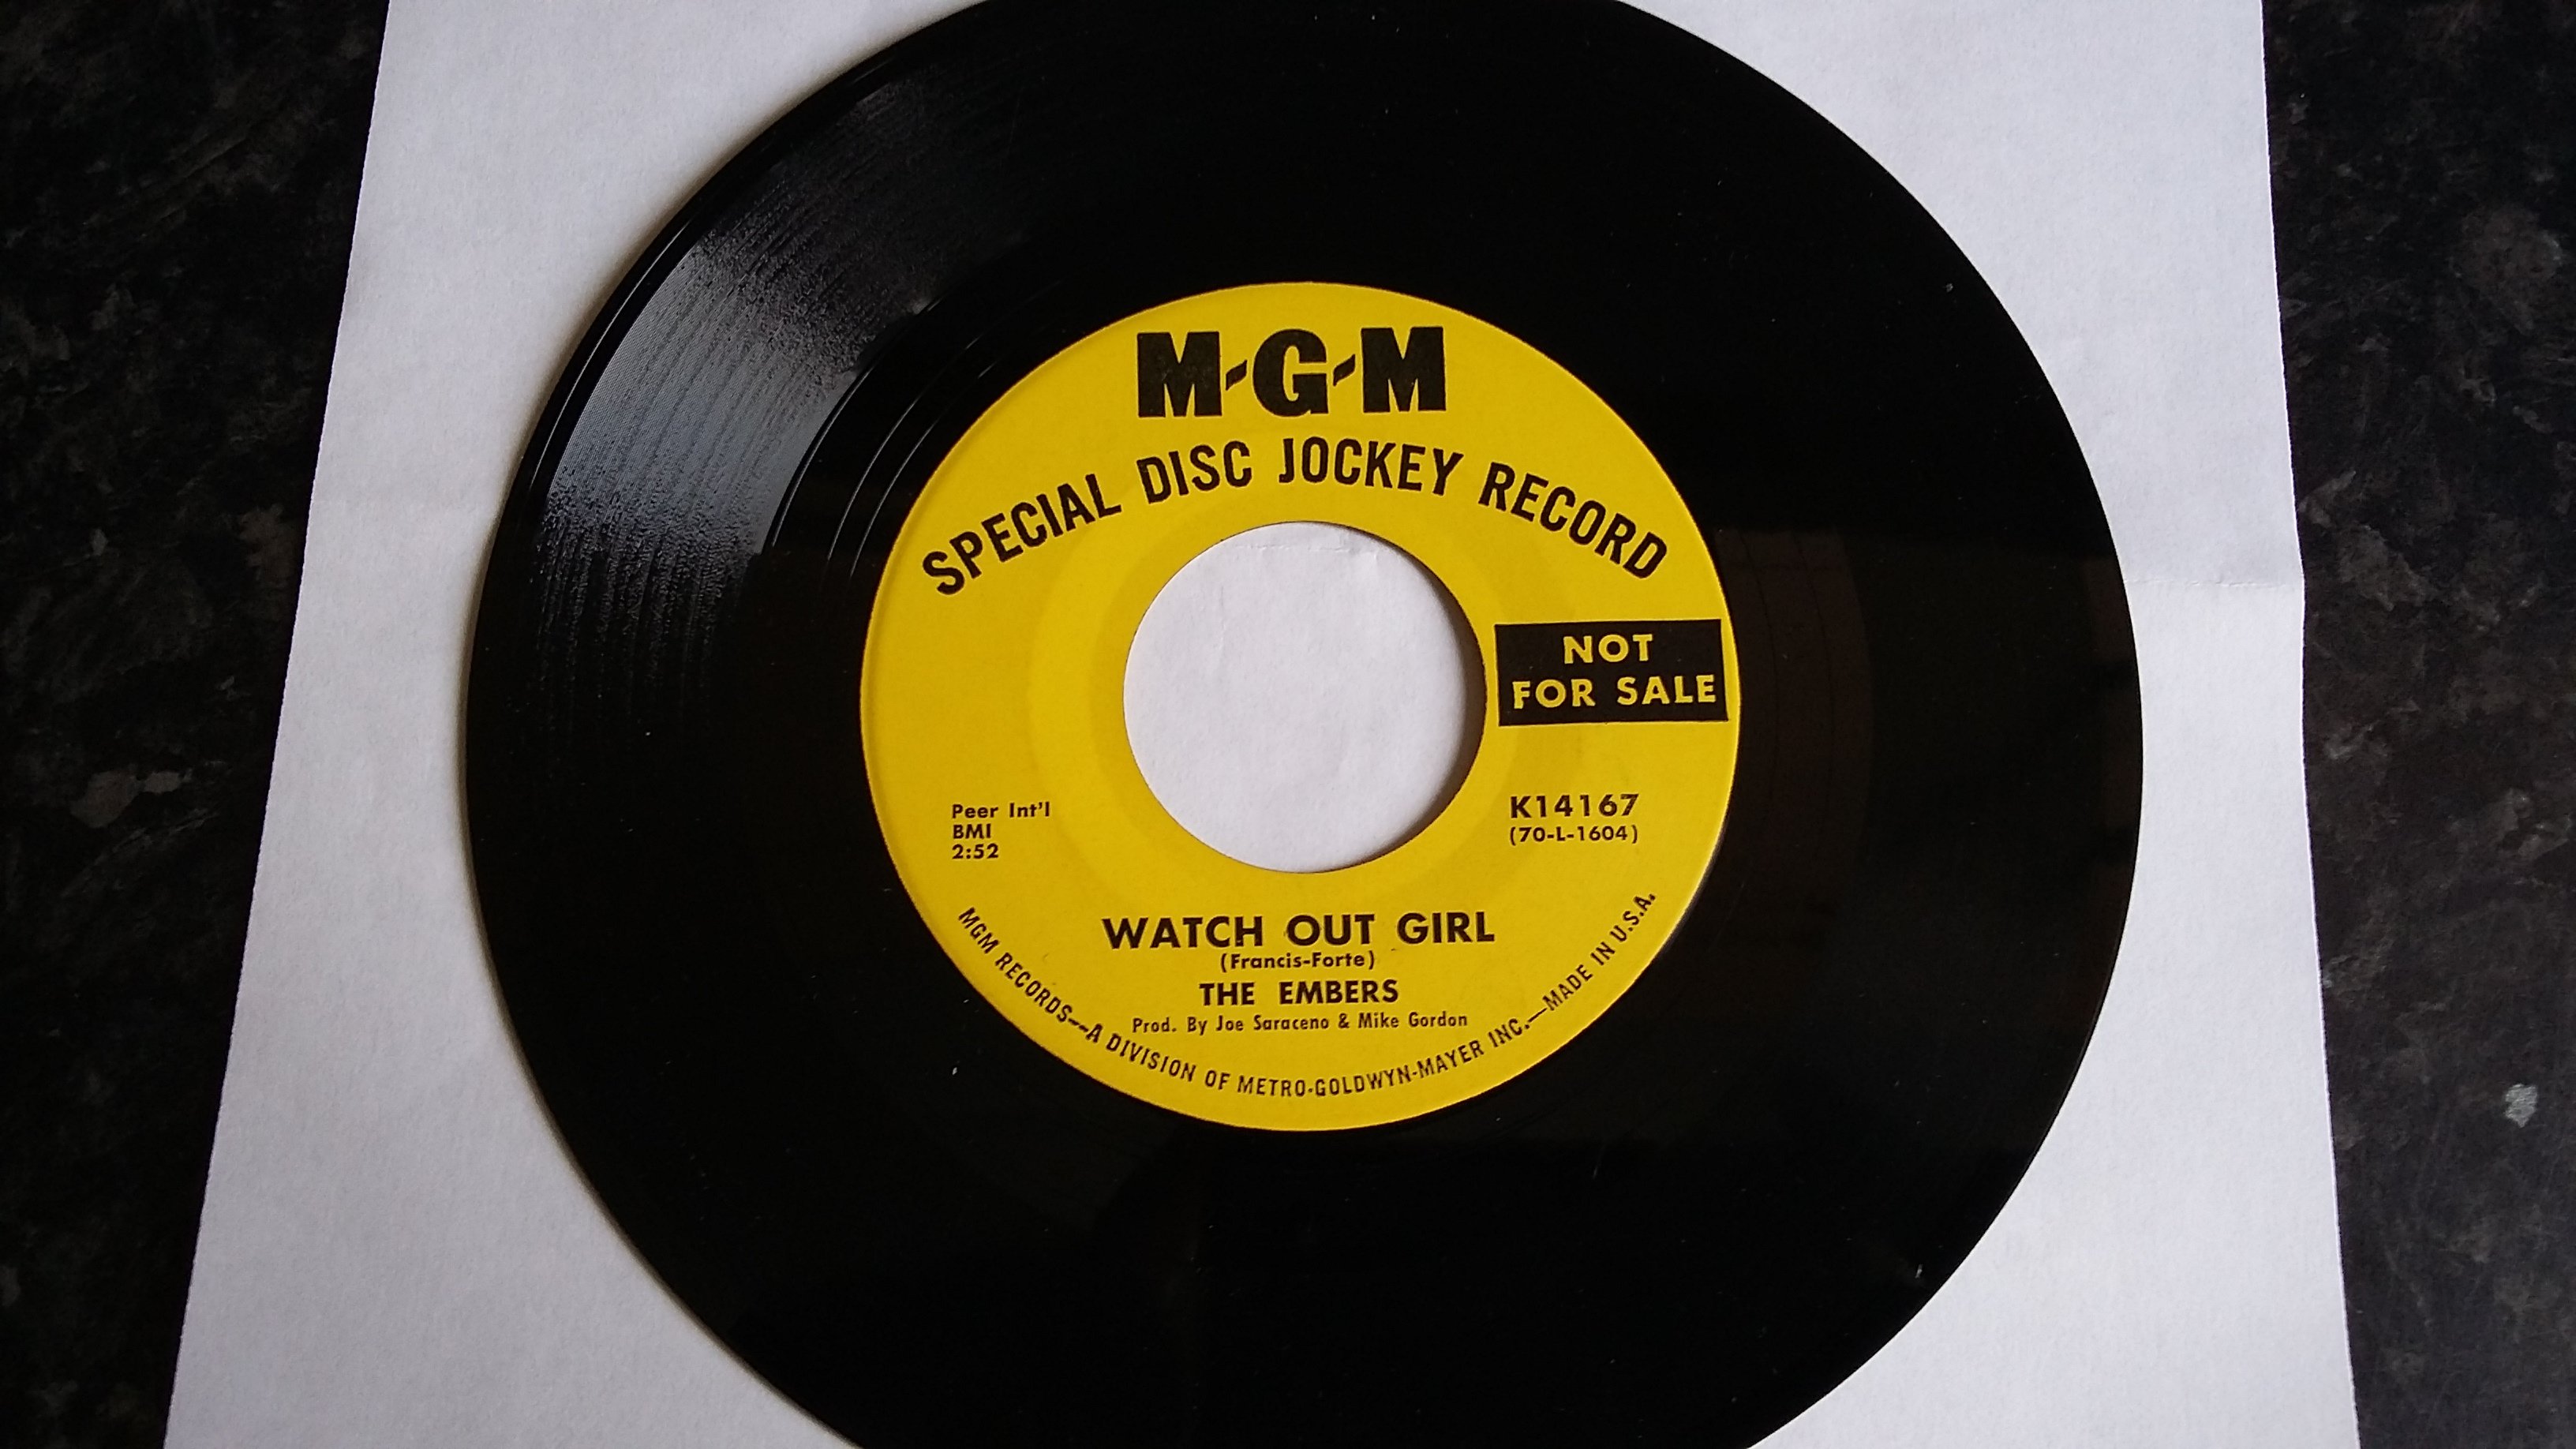 M-G-M
SPECIAL DISC JOCKEY RECORD
NOT
FOR SALE
Peer Int'l
BMI
2:52
K14167
(70-L-1604)
WATCH OUT GIRL
(Francis-Forte)
THE EMBERS
Prod. By Joe Saraceno & Mike Gordon
MGM RECORDS—A DIVISION OF METRO-GOLDWYN-MAYER INC.—MADE IN U.S.A.